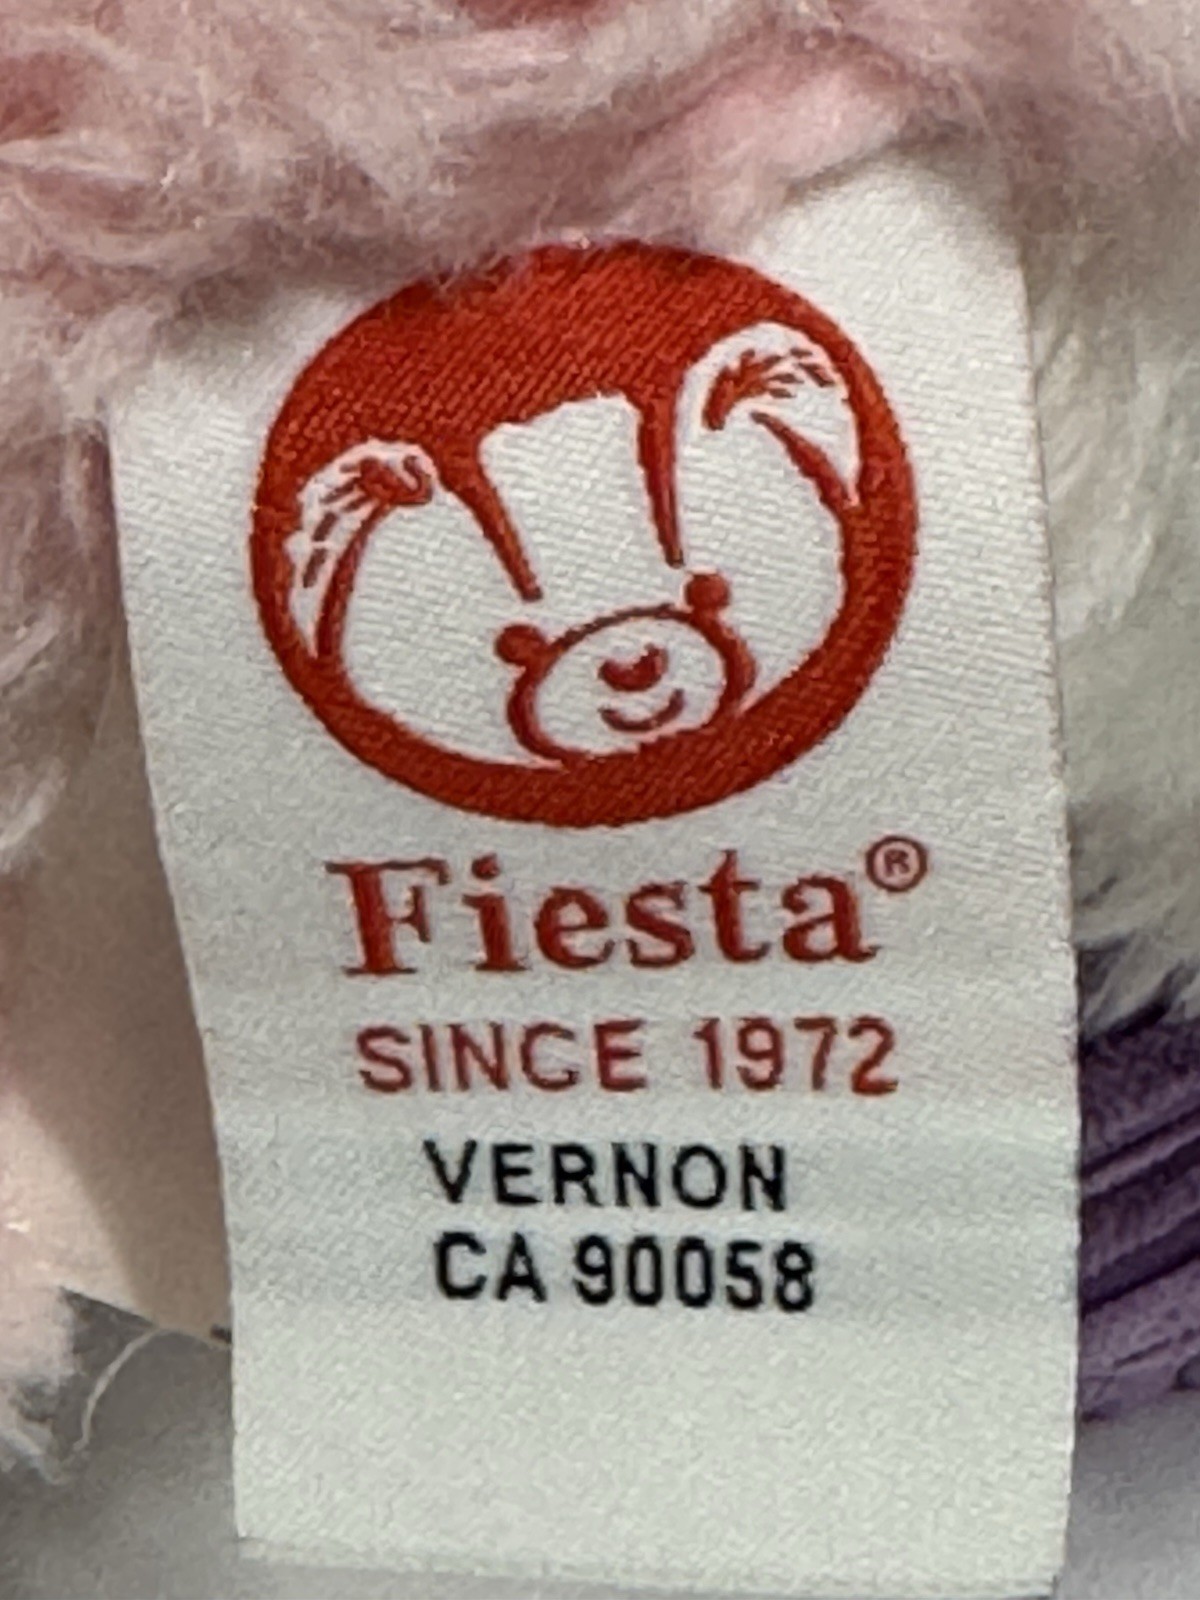 Fiesta®
SINCE 1972
VERNON
CA 90058